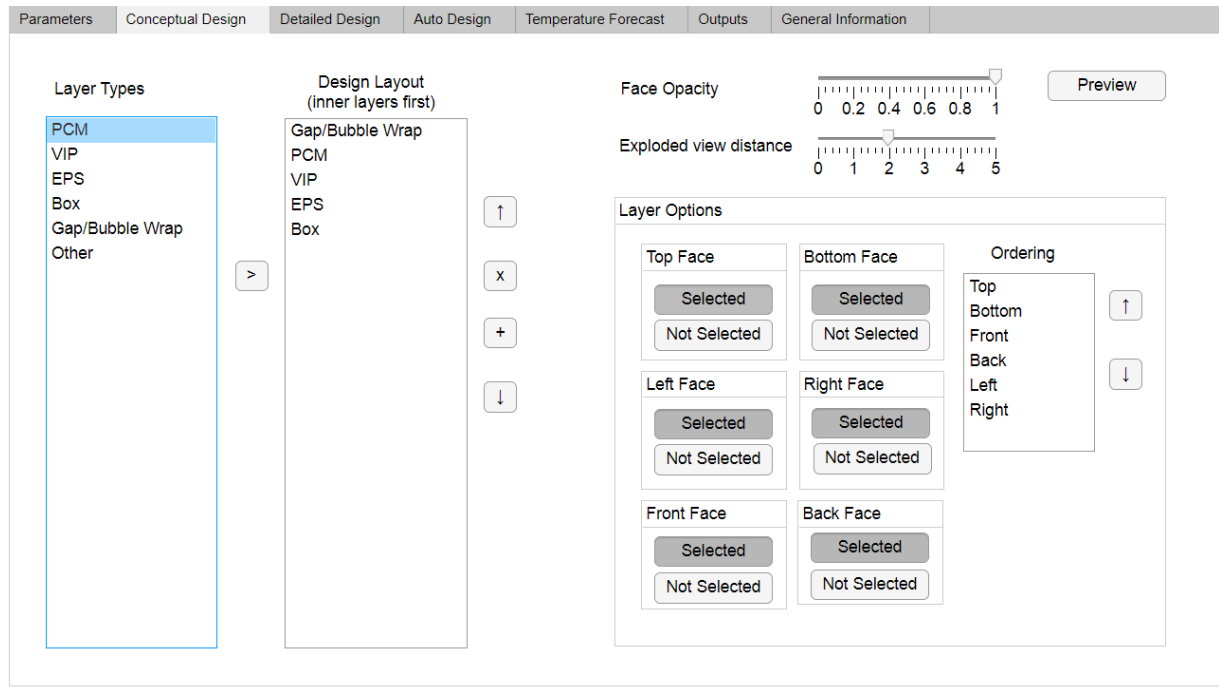 Parameters Conceptual Design Detailed Design Auto Design Temperature Forecast Outputs General Information
Layer Types
PCM
VIP
EPS
Box
Gap/Bubble Wrap
Other
>
Design Layout
(inner layers first)
Gap/Bubble Wrap
PCM
VIP
EPS
Box
↑
x
+
↓
Face Opacity
0 0.2 0.4 0.6 0.8 1
Preview
Exploded view distance
0 1 2 3 4 5
Layer Options
Top Face
Selected
Not Selected
Bottom Face
Selected
Not Selected
Left Face
Selected
Not Selected
Right Face
Selected
Not Selected
Front Face
Selected
Not Selected
Back Face
Selected
Not Selected
Ordering
Top
Bottom
Front
Back
Left
Right
↑
↓